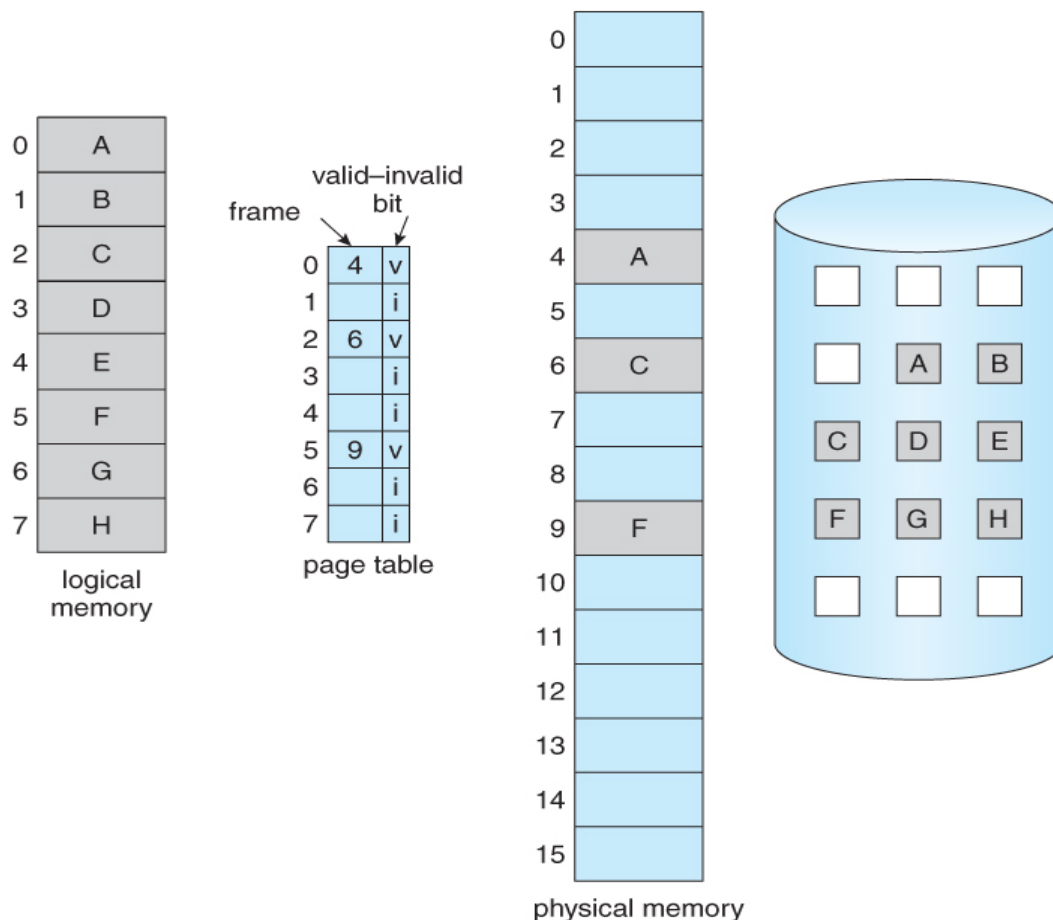 0 A
1 B
2 C
3 D
4 E
5 F
6 G
7 H
logical
memory
valid–invalid
bit
frame
0 4 v
1 i
2 6 v
3 i
4 i
5 9 v
6 i
7 i
page table
0
1
2
3
4 A
5
6 C
7
8
9 F
10
11
12
13
14
15
physical memory
A B
C D E
F G H